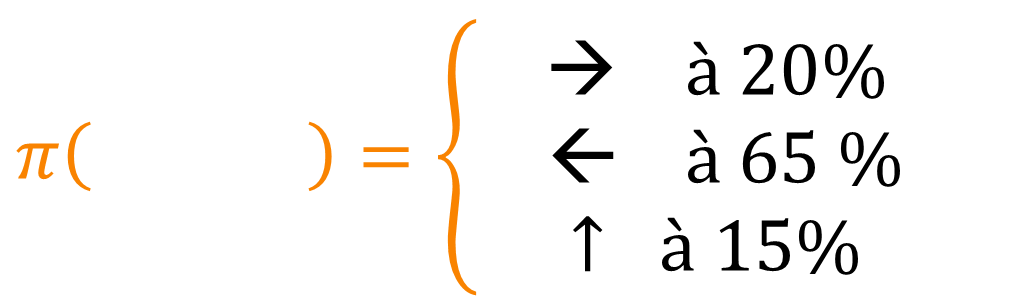 → à 20%
π( ) = { ← à 65 %
↑ à 15%